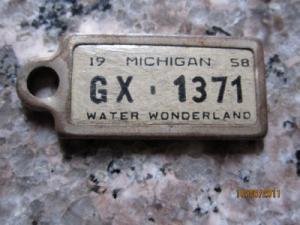 19 MICHIGAN 58
GX · 1371
WATER WONDERLAND